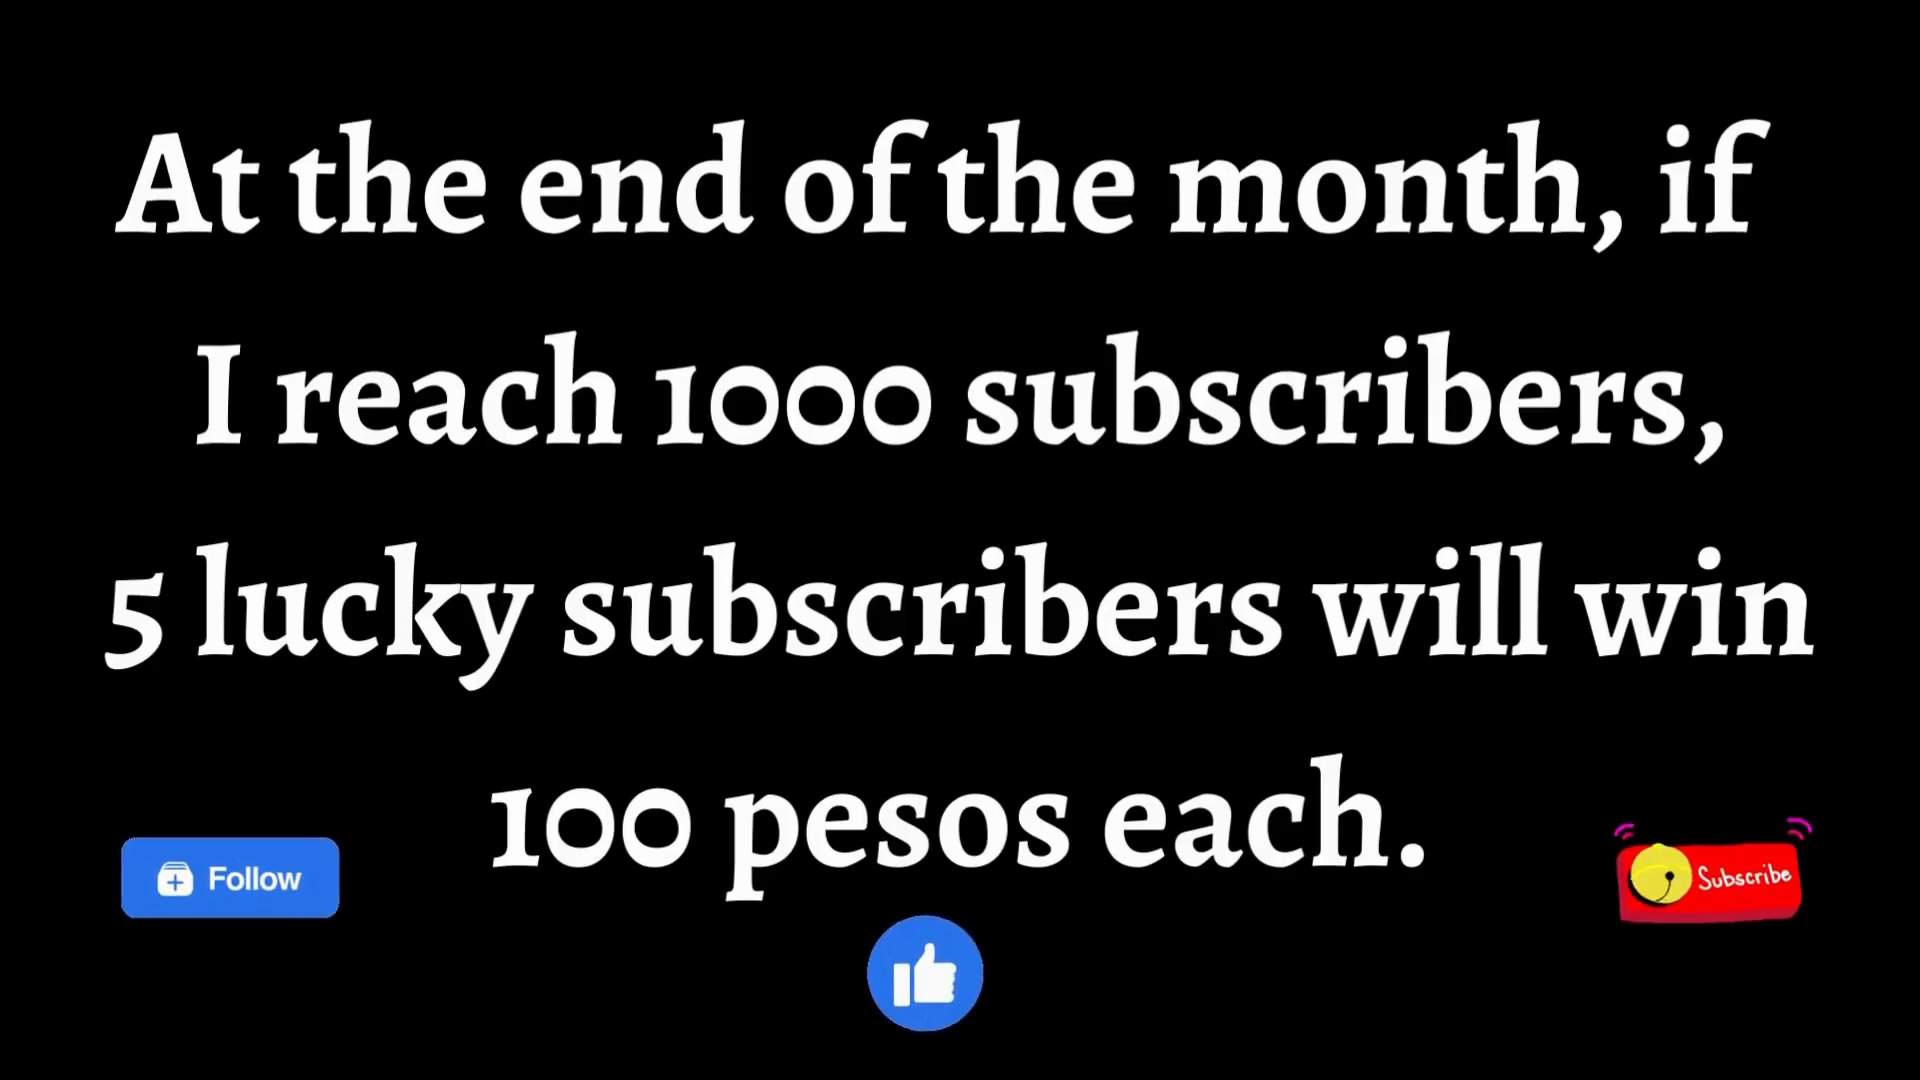 At the end of the month, if
I reach 1000 subscribers,
5 lucky subscribers will win
100 pesos each.
Follow
Subscribe